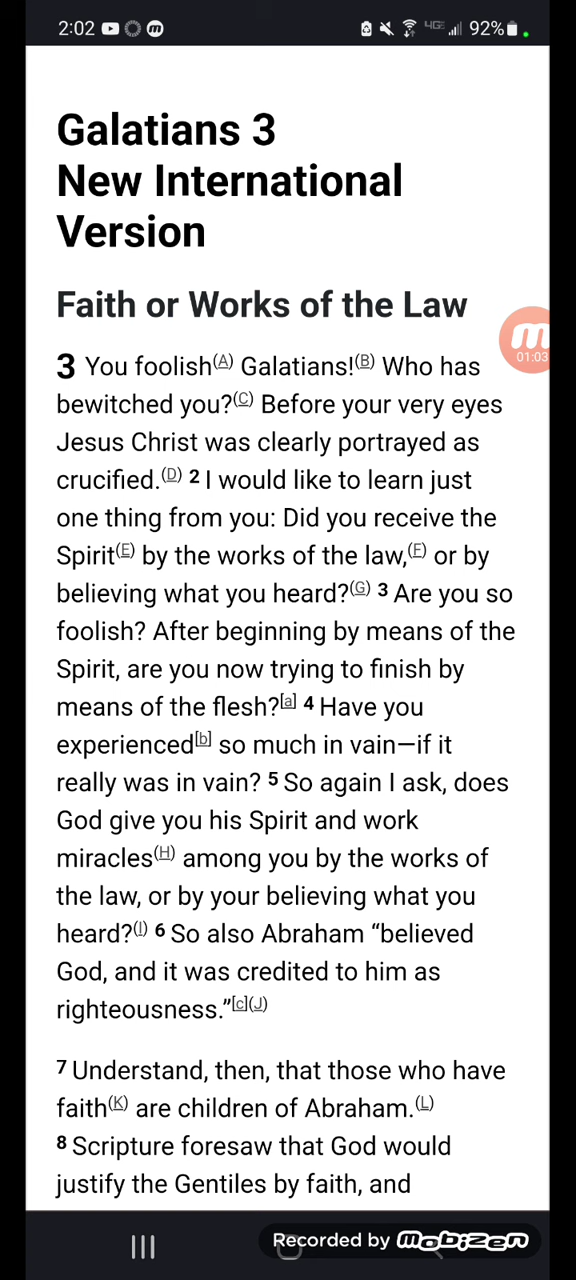 2:02 4GE 92%
Galatians 3
New International
Version
Faith or Works of the Law
m
01:03
3 You foolish(A) Galatians!(B) Who has
bewitched you?(C) Before your very eyes
Jesus Christ was clearly portrayed as
crucified.(D) 2 I would like to learn just
one thing from you: Did you receive the
Spirit(E) by the works of the law,(F) or by
believing what you heard?(G) 3 Are you so
foolish? After beginning by means of the
Spirit, are you now trying to finish by
means of the flesh?[a] 4 Have you
experienced[b] so much in vain—if it
really was in vain? 5 So again I ask, does
God give you his Spirit and work
miracles(H) among you by the works of
the law, or by your believing what you
heard?(I) 6 So also Abraham “believed
God, and it was credited to him as
righteousness.”[c](J)
7 Understand, then, that those who have
faith(K) are children of Abraham.(L)
8 Scripture foresaw that God would
justify the Gentiles by faith, and
Recorded by mobizen